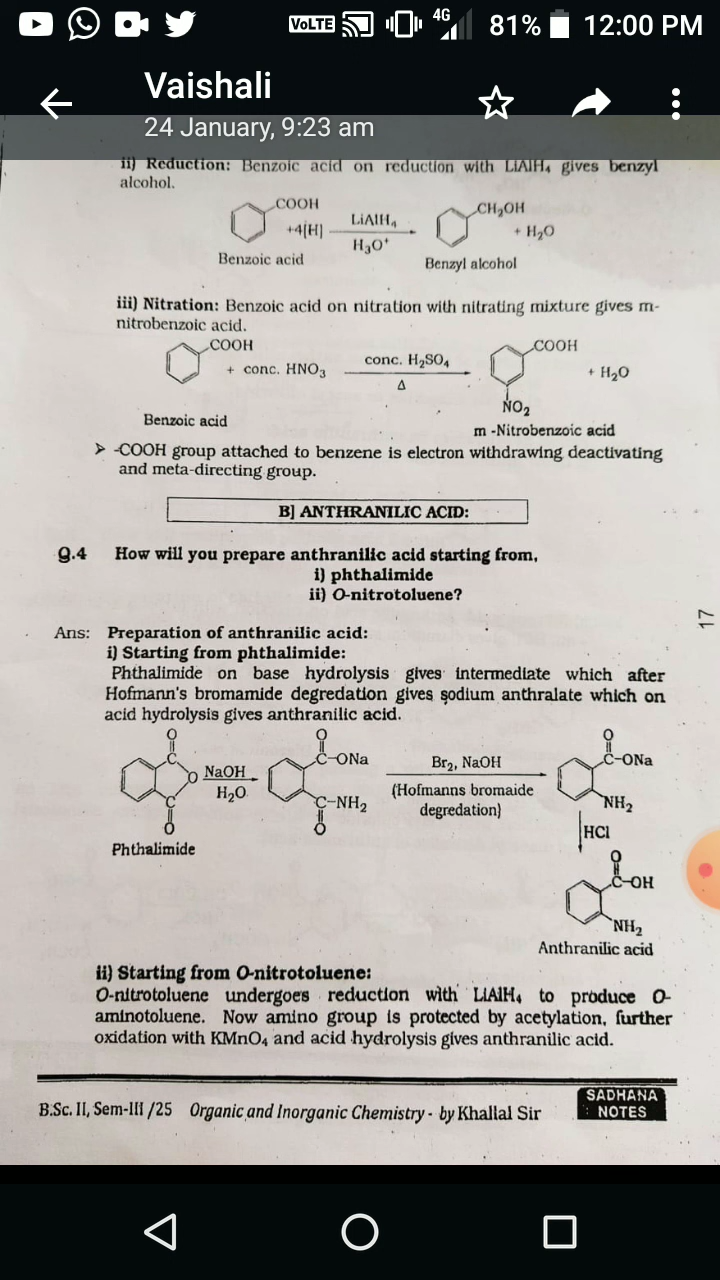 VoLTE 4G 81% 12:00 PM
Vaishali
24 January, 9:23 am
ii) Reduction: Benzoic acid on reduction with LiAlH₄ gives benzyl
alcohol.
COOH
+4[H]
LiAlH₄
H₃O⁺
CH₂OH
+ H₂O
Benzoic acid
Benzyl alcohol
iii) Nitration: Benzoic acid on nitration with nitrating mixture gives m-
nitrobenzoic acid.
COOH
+ conc. HNO₃
conc. H₂SO₄
Δ
COOH
+ H₂O
NO₂
Benzoic acid
m -Nitrobenzoic acid
➢ -COOH group attached to benzene is electron withdrawing deactivating
and meta-directing group.
B] ANTHRANILIC ACID:
Q.4 How will you prepare anthranilic acid starting from,
i) phthalimide
ii) O-nitrotoluene?
17
Ans: Preparation of anthranilic acid:
i) Starting from phthalimide:
Phthalimide on base hydrolysis gives intermediate which after
Hofmann's bromamide degredation gives sodium anthralate which on
acid hydrolysis gives anthranilic acid.
O
C
O
C
O
NaOH
H₂O
O
C-ONa
C-NH₂
O
Br₂, NaOH
(Hofmanns bromaide
degredation)
O
C-ONa
NH₂
Phthalimide
HCl
O
C-OH
NH₂
Anthranilic acid
ii) Starting from O-nitrotoluene:
O-nitrotoluene undergoes reduction with LiAlH₄ to produce O-
aminotoluene. Now amino group is protected by acetylation, further
oxidation with KMnO₄ and acid hydrolysis gives anthranilic acid.
B.Sc. II, Sem-III /25 Organic and Inorganic Chemistry - by Khallal Sir
SADHANA
NOTES